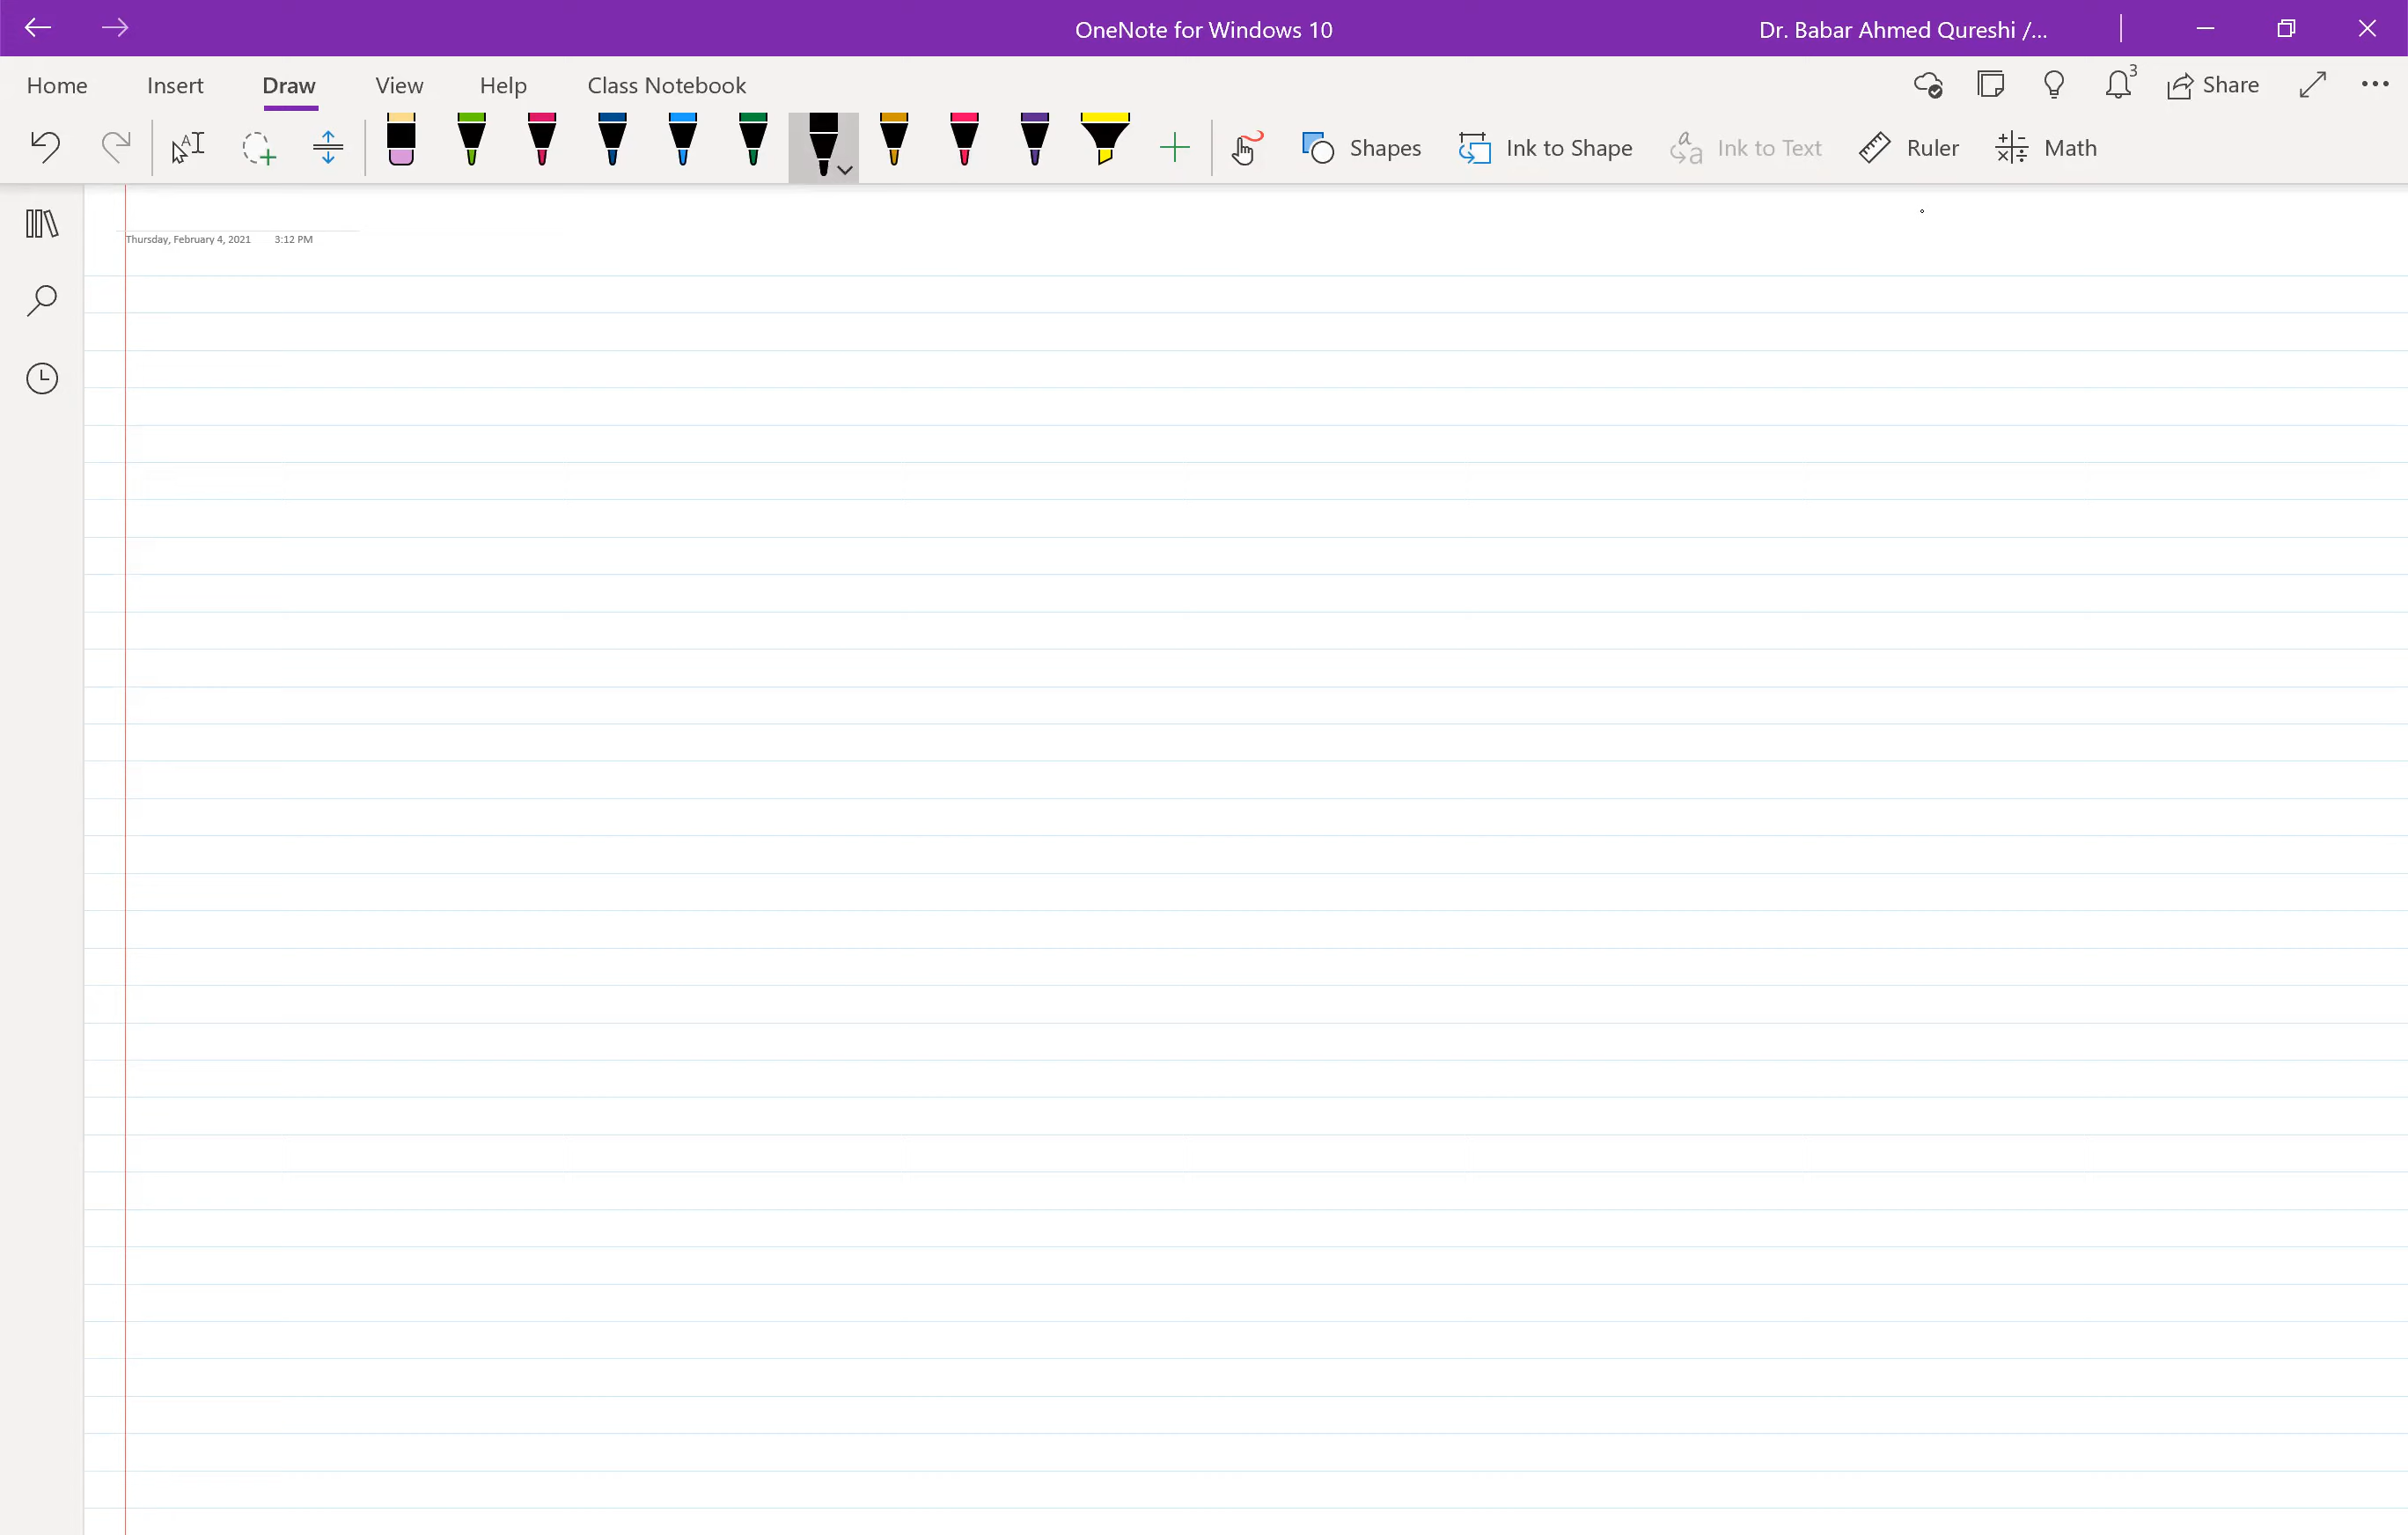 OneNote for Windows 10
Dr. Babar Ahmed Qureshi /...
Home Insert Draw View Help Class Notebook
3
Share
Shapes Ink to Shape Ink to Text Ruler Math
Thursday, February 4, 2021 3:12 PM